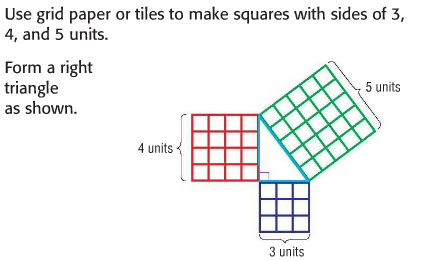 Use grid paper or tiles to make squares with sides of 3,
4, and 5 units.
Form a right
triangle
as shown.
5 units
4 units
3 units